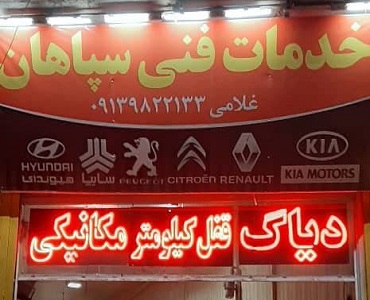 خدمات فنی سپاهان
غلامی ۰۹۱۳۹۸۲۲۱۳۳
HYUNDAI سایپا PEUGEOT CITROËN RENAULT KIA
هیوندای KIA MOTORS
دیاگ قفل کیلومتر مکانیکی